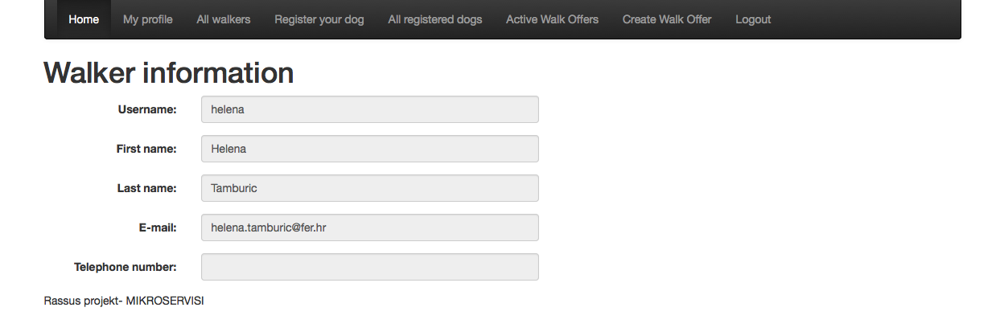 Home My profile All walkers Register your dog All registered dogs Active Walk Offers Create Walk Offer Logout
Walker information
Username: helena
First name: Helena
Last name: Tamburic
E-mail: helena.tamburic@fer.hr
Telephone number:
Rassus projekt- MIKROSERVISI